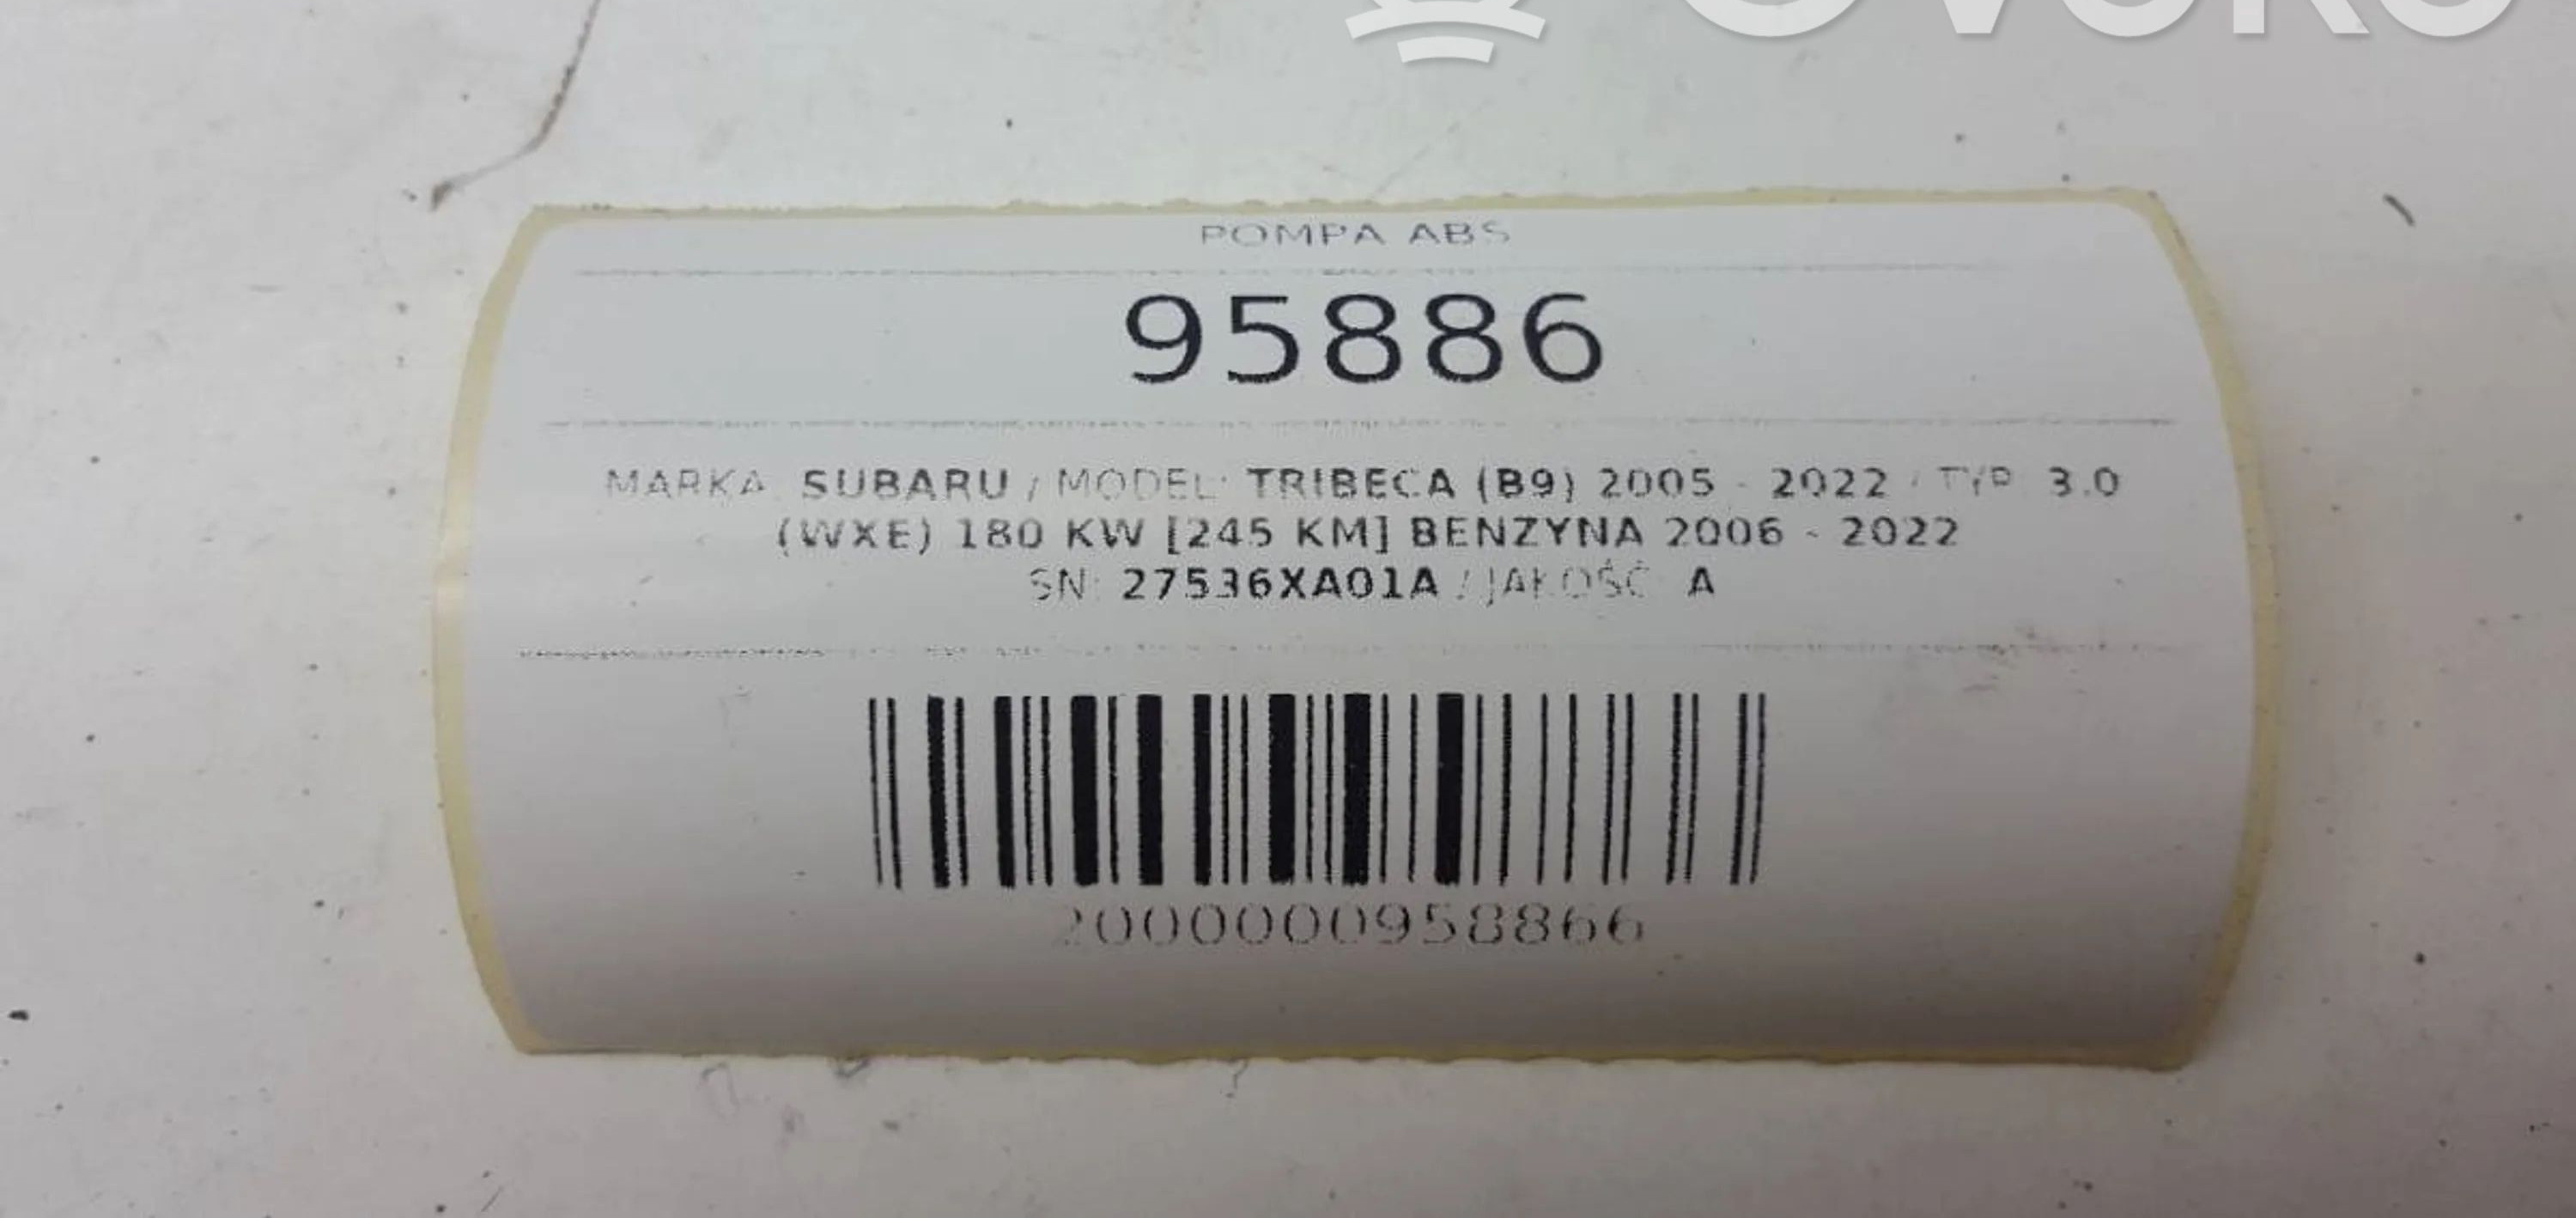 POMPA ABS
95886
MARKA: SUBARU / MODEL: TRIBECA (B9) 2005 - 2022 / TYP: 3.0
(WXE) 180 KW [245 KM] BENZYNA 2006 - 2022
SN: 27536XA01A / JAKOŚĆ: A
2000000958866